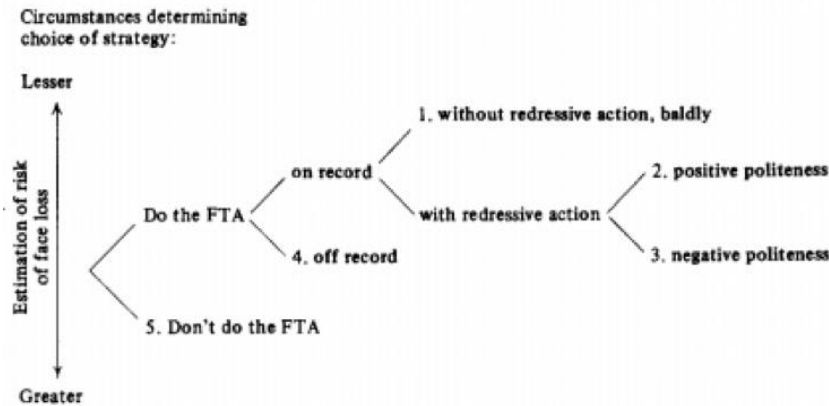 Circumstances determining
choice of strategy:
Lesser
1. without redressive action, baldly
on record
2. positive politeness
Do the FTA
with redressive action
4. off record
3. negative politeness
5. Don't do the FTA
Estimation of risk
of face loss
Greater